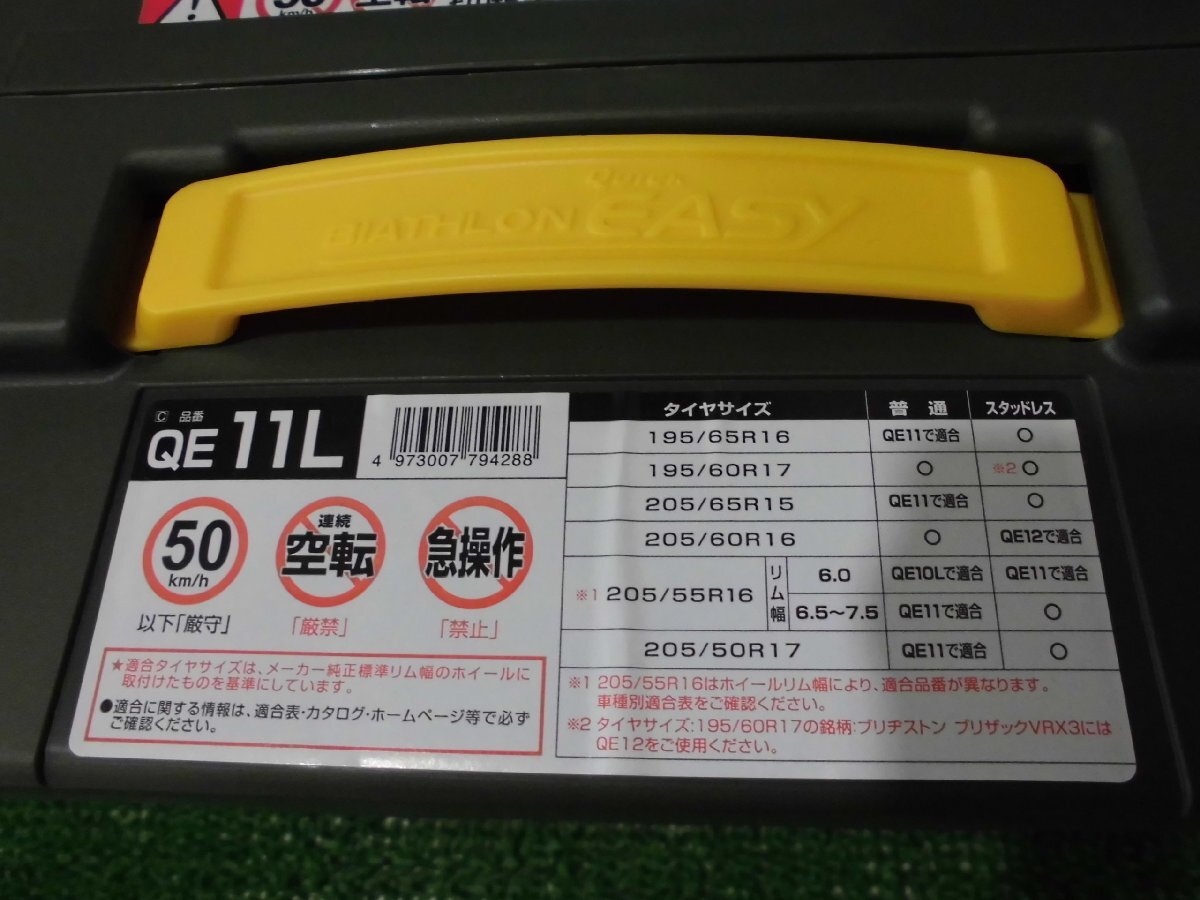 50
km/h
Quick
BIATHLON EASY
C 品番
QE 11L
4 973007 794288
50
km/h
以下「厳守」
連続
空転
「厳禁」
急操作
「禁止」
★適合タイヤサイズは、メーカー純正標準リム幅のホイールに
取付けたものを基準にしています。
●適合に関する情報は、適合表・カタログ・ホームページ等で必ず
ご確認ください。
タイヤサイズ 普通 スタッドレス
195/65R16 QE11で適合 ○
195/60R17 ○ ※2 ○
205/65R15 QE11で適合 ○
205/60R16 ○ QE12で適合
※1 205/55R16 リム幅 6.0 QE10Lで適合 QE11で適合
6.5〜7.5 QE11で適合 ○
205/50R17 QE11で適合 ○
※1 205/55R16はホイールリム幅により、適合品番が異なります。
車種別適合表をご確認ください。
※2 タイヤサイズ:195/60R17の銘柄:ブリヂストン ブリザックVRX3には
QE12をご使用ください。